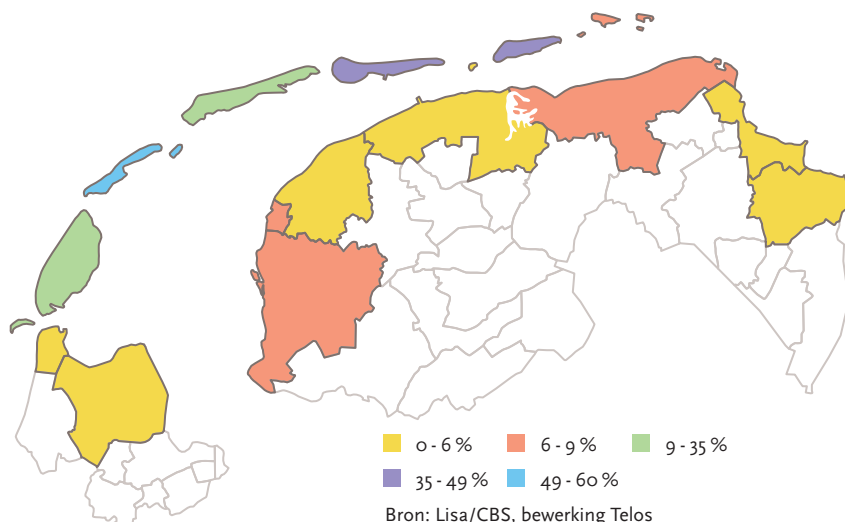 0 - 6 % 6 - 9 % 9 - 35 %
35 - 49 % 49 - 60 %
Bron: Lisa/CBS, bewerking Telos